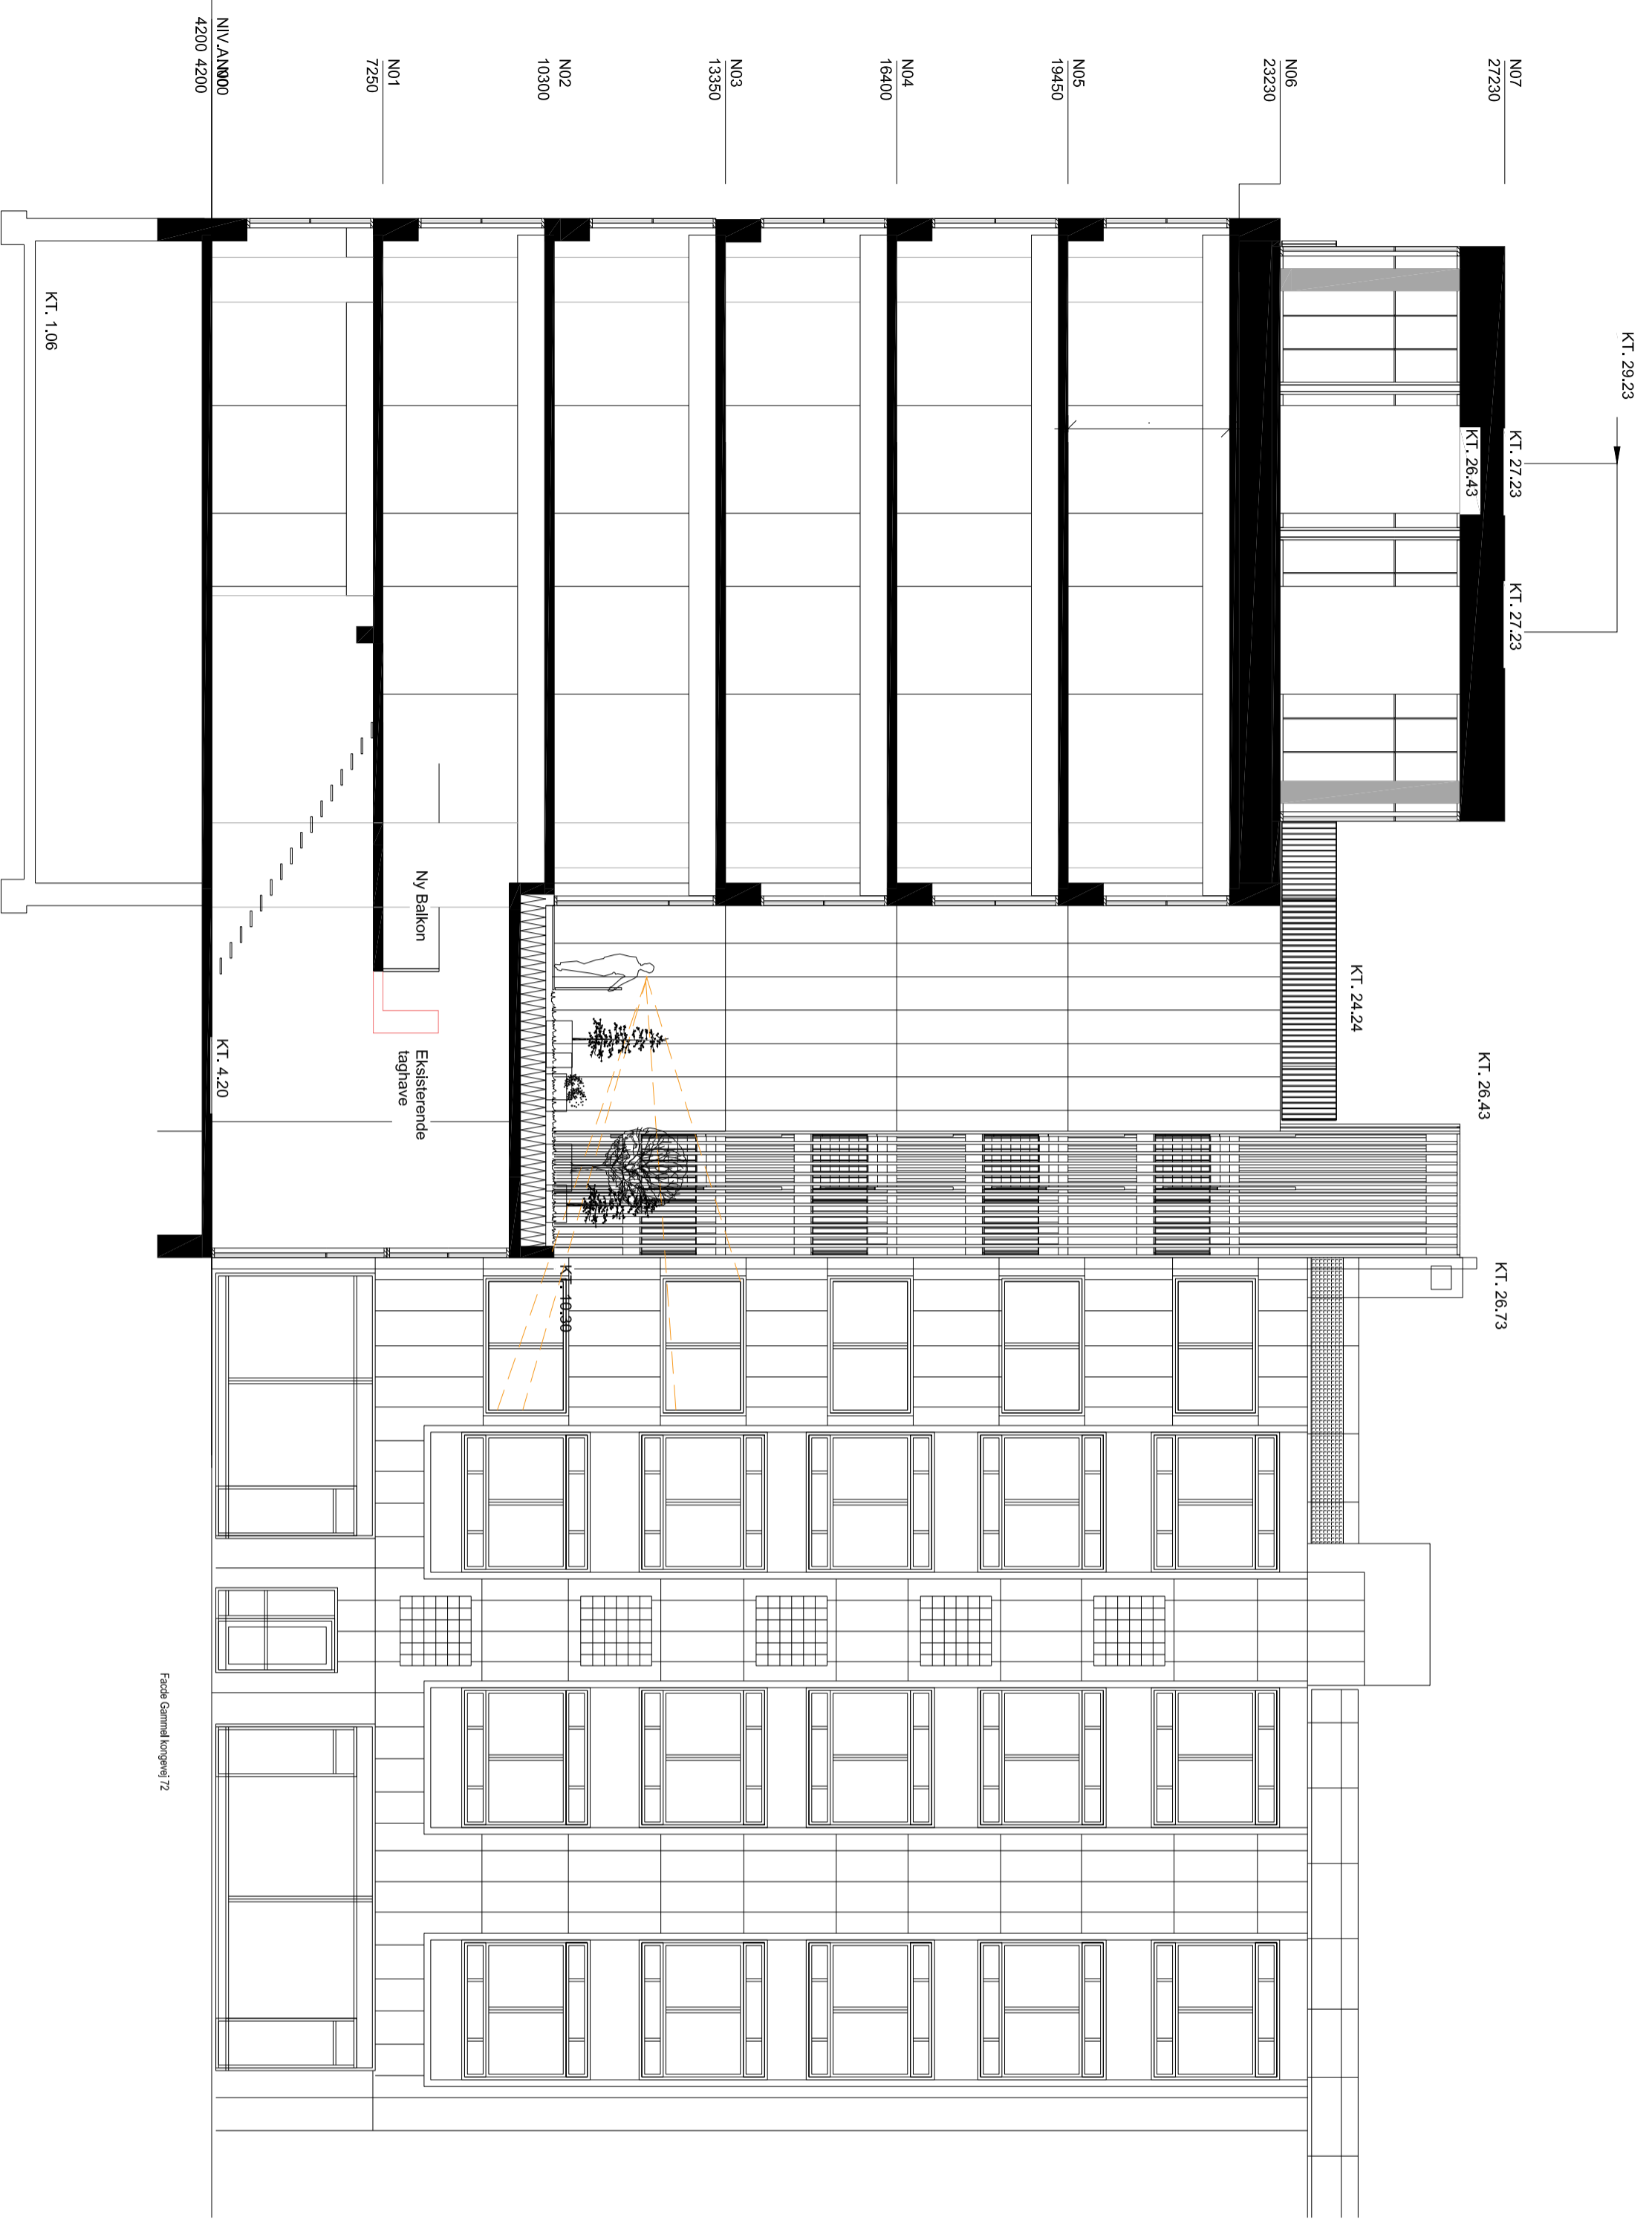 KT. 29.23
N07
27230
KT. 27.23
KT. 27.23
KT. 26.43
KT. 26.43
KT. 26.73
KT. 24.24
N06
23230
N05
19450
N04
16400
N03
13350
N02
10300
KT. 10.30
N01
7250
Ny Balkon
Eksisterende
taghave
NIV.AN00
4200 4200
KT. 4.20
Facde Gammel kongevej 72
KT. 1.06